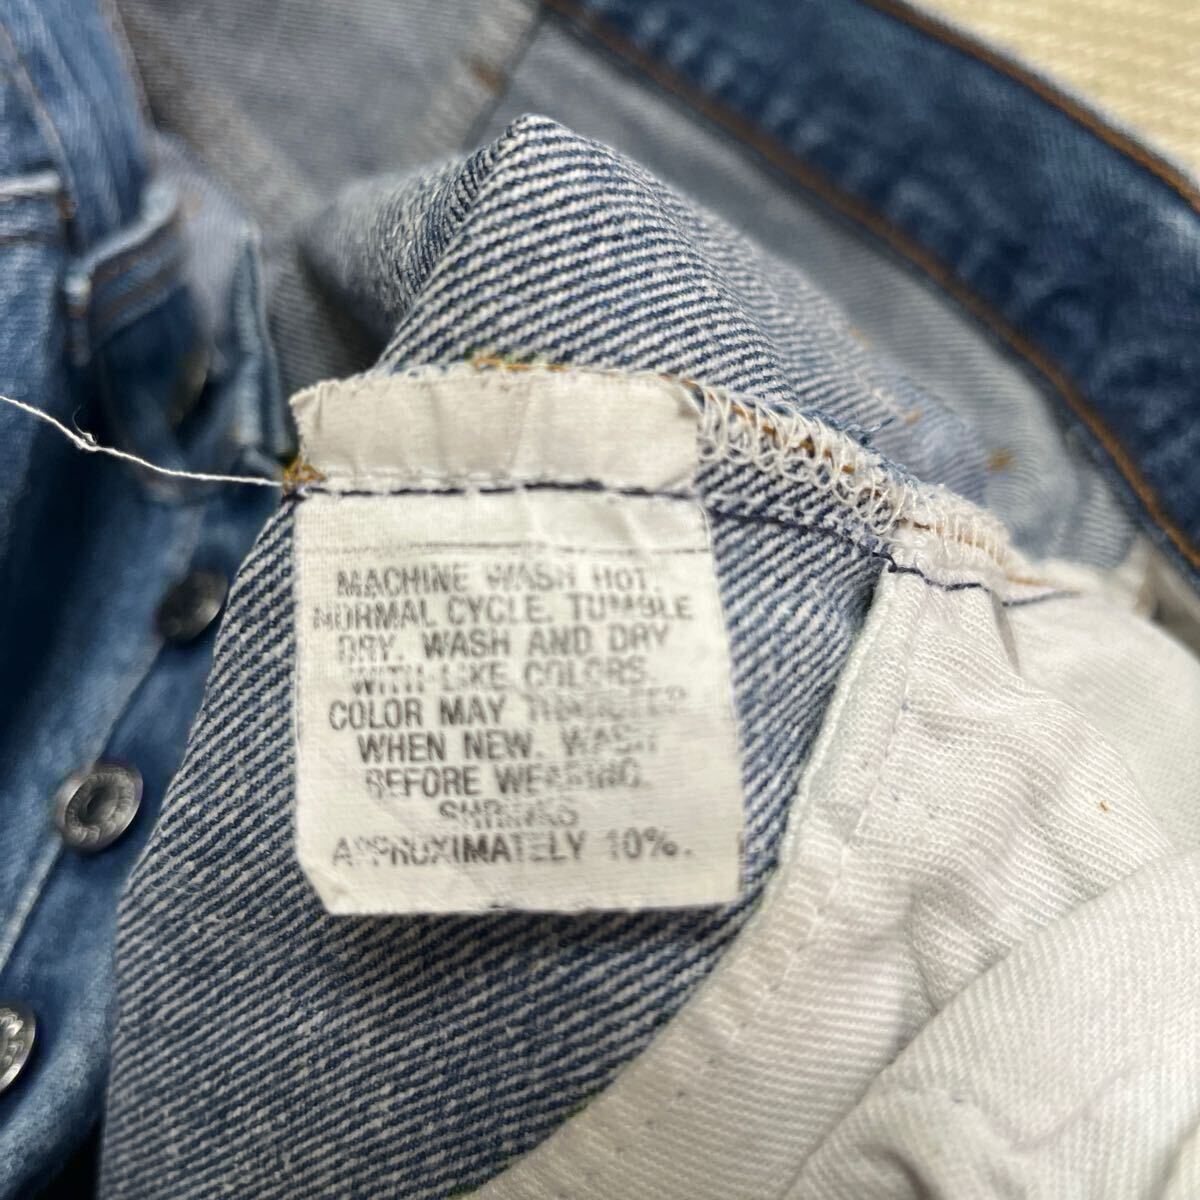 MACHINE WASH HOT,
NORMAL CYCLE. TUMBLE
DRY. WASH AND DRY
WITH LIKE COLORS.
COLOR MAY TRANSFER
WHEN NEW. WASH
BEFORE WEARING.
SHRINKS
APPROXIMATELY 10%.